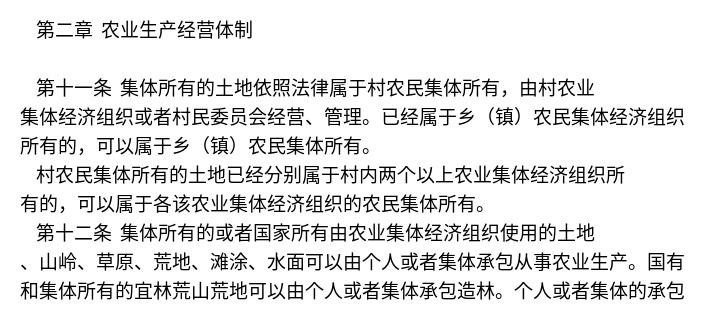 第二章 农业生产经营体制
第十一条 集体所有的土地依照法律属于村农民集体所有，由村农业
集体经济组织或者村民委员会经营、管理。已经属于乡（镇）农民集体经济组织
所有的，可以属于乡（镇）农民集体所有。
村农民集体所有的土地已经分别属于村内两个以上农业集体经济组织所
有的，可以属于各该农业集体经济组织的农民集体所有。
第十二条 集体所有的或者国家所有由农业集体经济组织使用的土地
、山岭、草原、荒地、滩涂、水面可以由个人或者集体承包从事农业生产。国有
和集体所有的宜林荒山荒地可以由个人或者集体承包造林。个人或者集体的承包